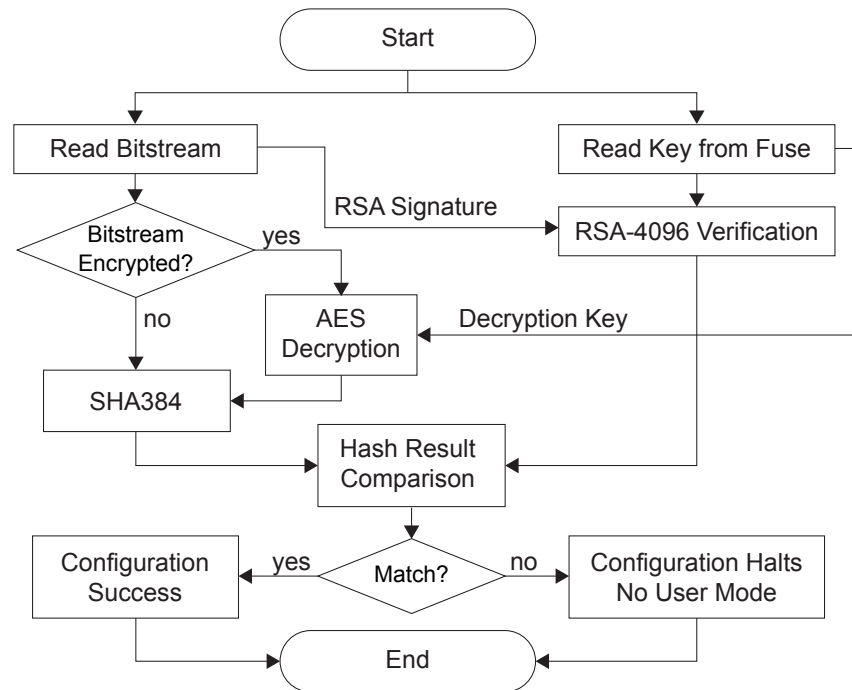 Start
Read Bitstream
Read Key from Fuse
RSA Signature
RSA-4096 Verification
Bitstream
Encrypted?
yes
no
AES
Decryption
Decryption Key
SHA384
Hash Result
Comparison
Configuration
Success
yes
Match?
no
Configuration Halts
No User Mode
End